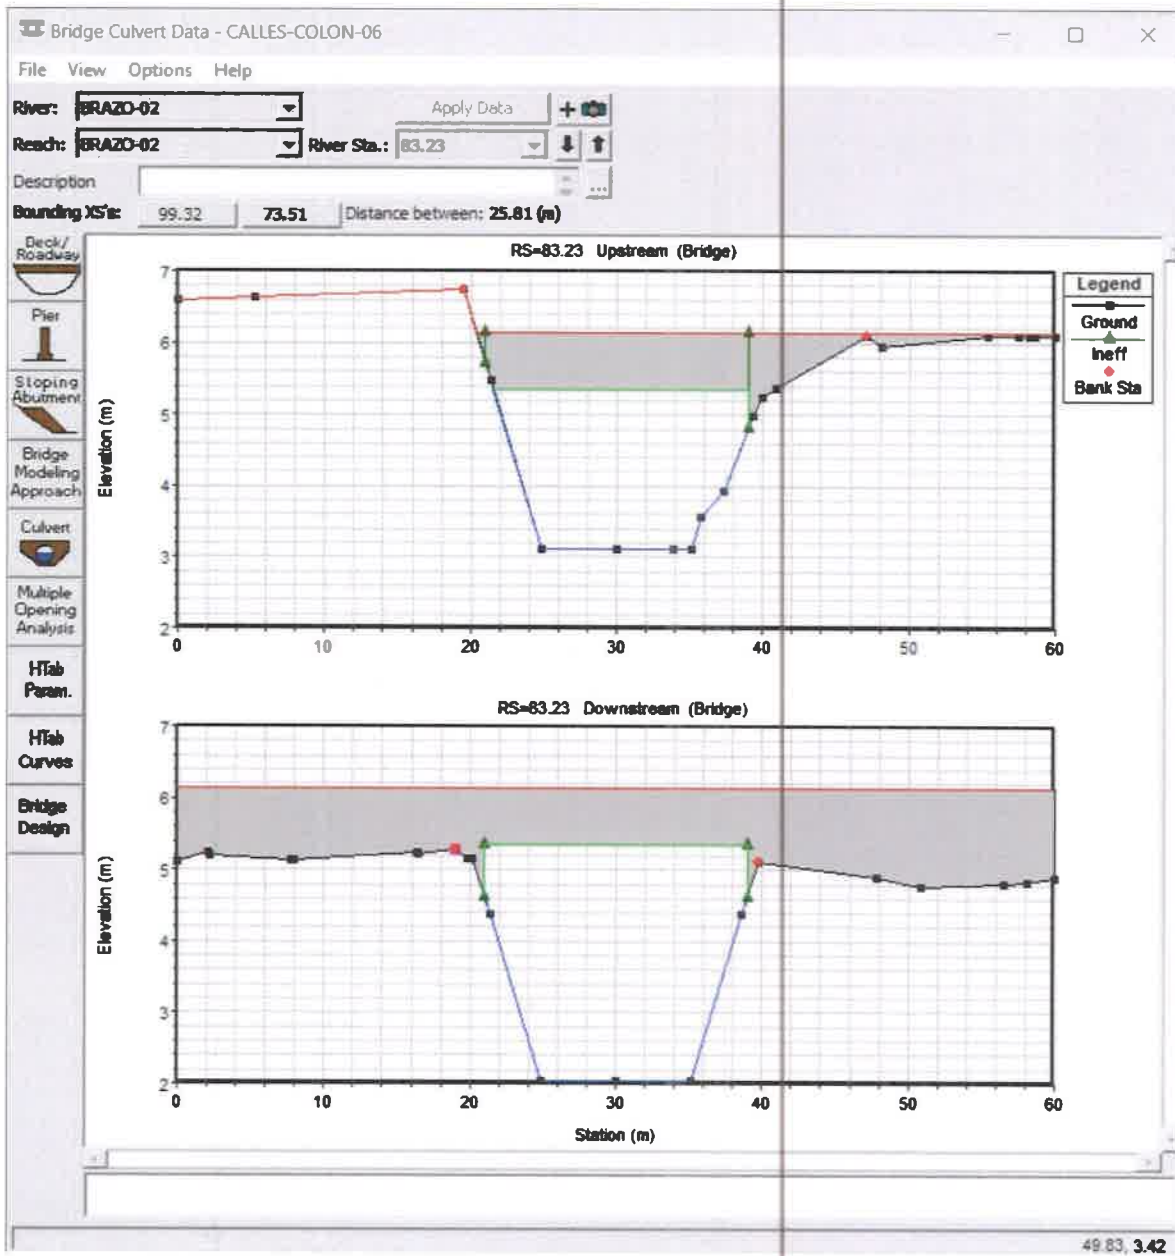 Bridge Culvert Data - CALLES-COLON-06
File View Options Help
River: BRAZO-02 Apply Data
Reach: BRAZO-02 River Sta.: 83.23
Description ...
Bounding XS's: 99.32 73.51 Distance between: 25.81 (m)
Deck/
Roadway
Pier
Sloping
Abutment
Bridge
Modeling
Approach
Culvert
Multiple
Opening
Analysis
HTab
Param.
HTab
Curves
Bridge
Design
RS=83.23 Upstream (Bridge)
Elevation (m)
7
6
5
4
3
2
0 10 20 30 40 50 60
Legend
Ground
Ineff
Bank Sta
RS=83.23 Downstream (Bridge)
Elevation (m)
7
6
5
4
3
2
0 10 20 30 40 50 60
Station (m)
49.83, 3.42